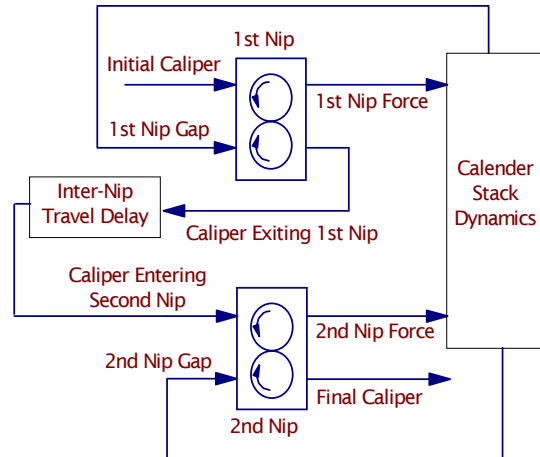 1st Nip
Initial Caliper
1st Nip Force
1st Nip Gap
Calender
Stack
Dynamics
Inter-Nip
Travel Delay
Caliper Exiting 1st Nip
Caliper Entering
Second Nip
2nd Nip Force
2nd Nip Gap
Final Caliper
2nd Nip